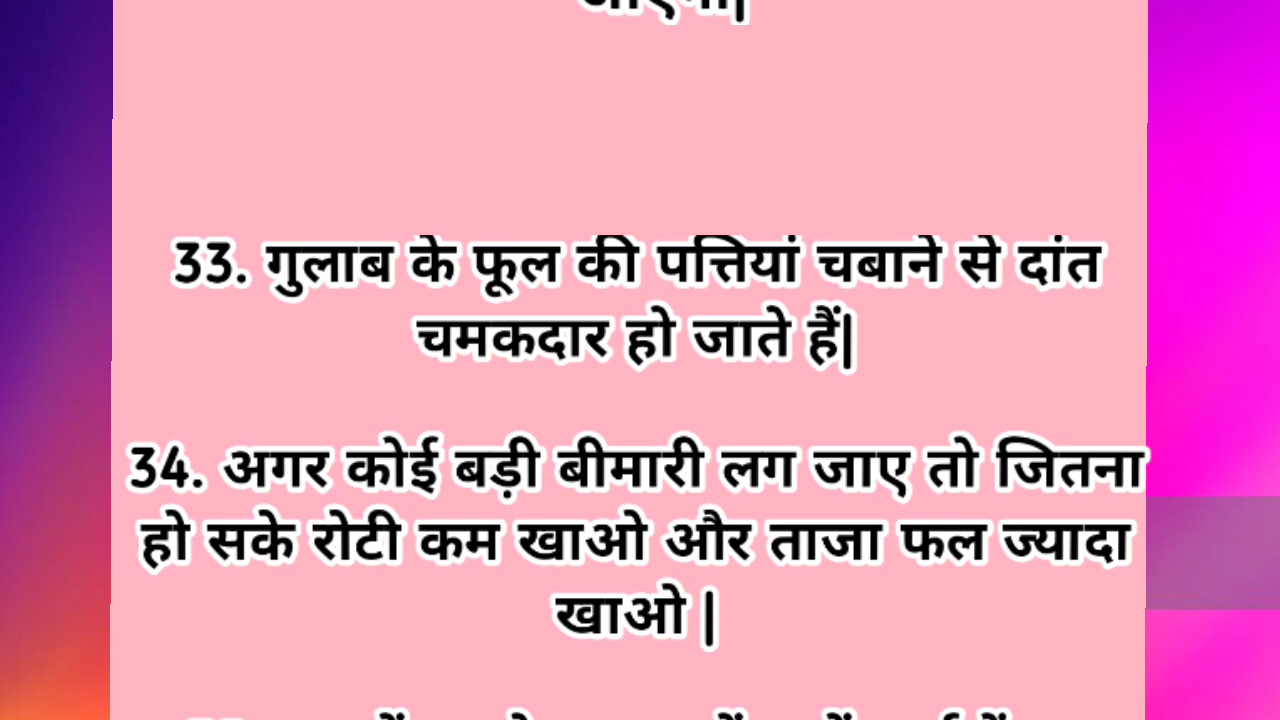 33. गुलाब के फूल की पत्तियां चबाने से दांत
चमकदार हो जाते हैं|
34. अगर कोई बड़ी बीमारी लग जाए तो जितना
हो सके रोटी कम खाओ और ताजा फल ज्यादा
खाओ |